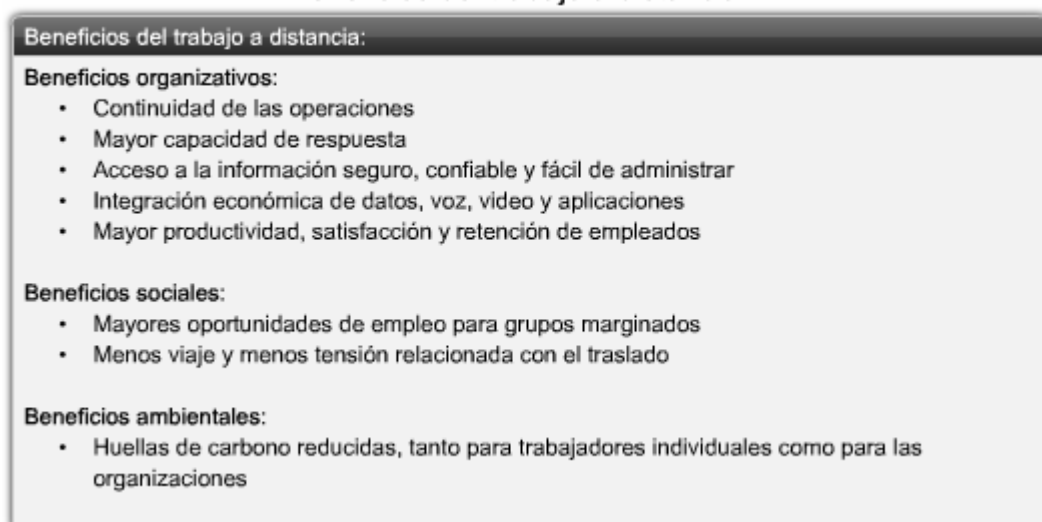 Beneficios del trabajo a distancia:
Beneficios organizativos:
• Continuidad de las operaciones
• Mayor capacidad de respuesta
• Acceso a la información seguro, confiable y fácil de administrar
• Integración económica de datos, voz, video y aplicaciones
• Mayor productividad, satisfacción y retención de empleados
Beneficios sociales:
• Mayores oportunidades de empleo para grupos marginados
• Menos viaje y menos tensión relacionada con el traslado
Beneficios ambientales:
• Huellas de carbono reducidas, tanto para trabajadores individuales como para las
organizaciones